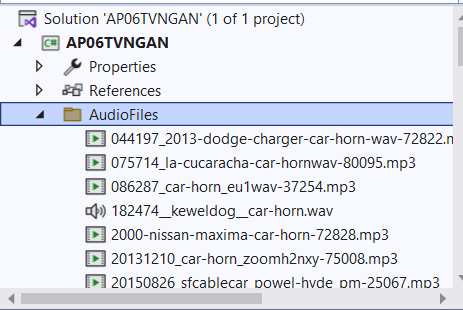 Solution 'AP06TVNGAN' (1 of 1 project)
AP06TVNGAN
Properties
References
AudioFiles
044197_2013-dodge-charger-car-horn-wav-72822.m
075714_la-cucaracha-car-hornwav-80095.mp3
086287_car-horn_eu1wav-37254.mp3
182474__keweldog__car-horn.wav
2000-nissan-maxima-car-horn-72828.mp3
20131210_car-horn_zoomh2nxy-75008.mp3
20150826_sfcablecar_powel-hyde_pm-25067.mp3